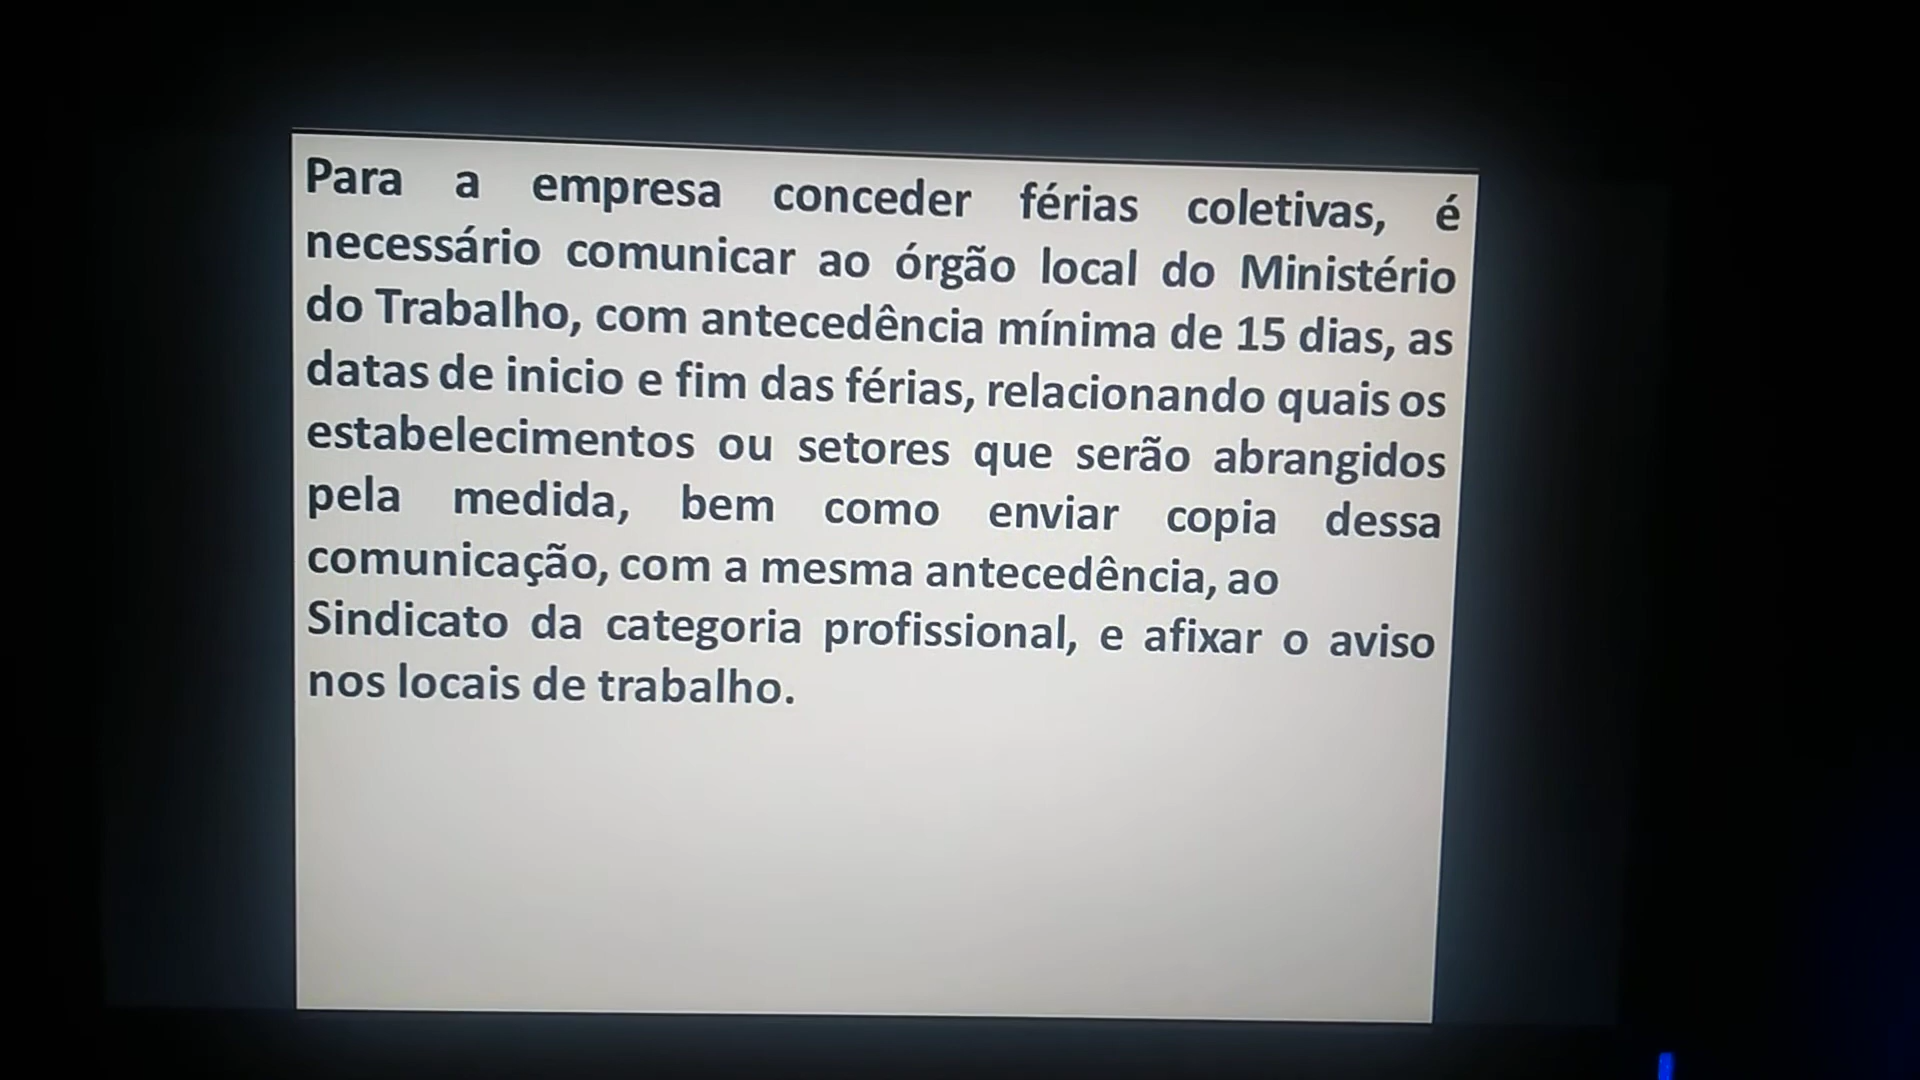 Para a empresa conceder férias coletivas, é
necessário comunicar ao órgão local do Ministério
do Trabalho, com antecedência mínima de 15 dias, as
datas de inicio e fim das férias, relacionando quais os
estabelecimentos ou setores que serão abrangidos
pela medida, bem como enviar copia dessa
comunicação, com a mesma antecedência, ao
Sindicato da categoria profissional, e afixar o aviso
nos locais de trabalho.